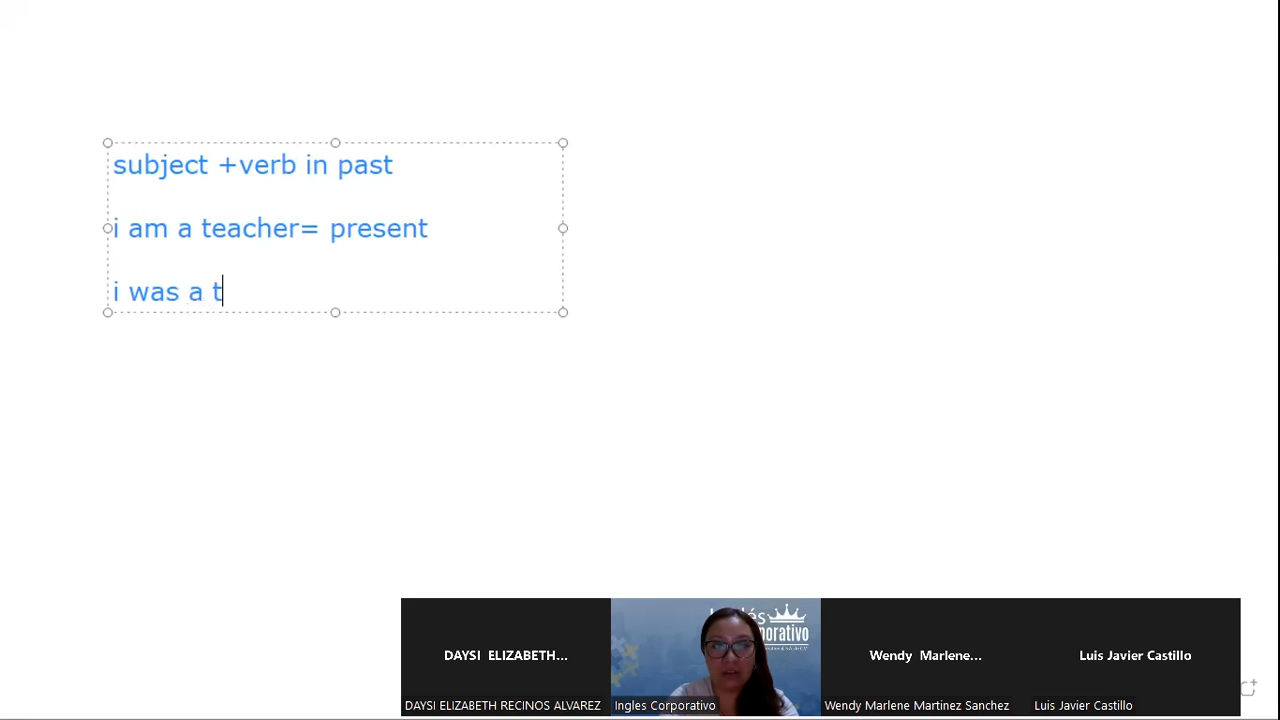 subject +verb in past
i am a teacher= present
i was a t
DAYSI ELIZABETH...
Wendy Marlene...
Luis Javier Castillo
DAYSI ELIZABETH RECINOS ALVAREZ
Ingles Corporativo
Wendy Marlene Martinez Sanchez
Luis Javier Castillo